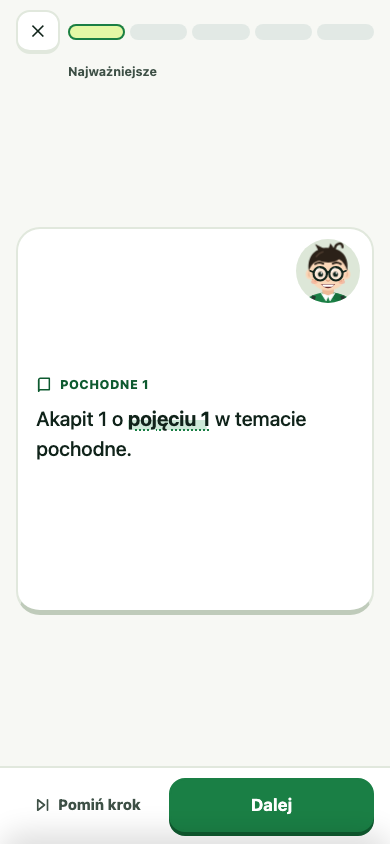 Najważniejsze
POCHODNE 1
Akapit 1 o pojęciu 1 w temacie
pochodne.
Pomiń krok
Dalej